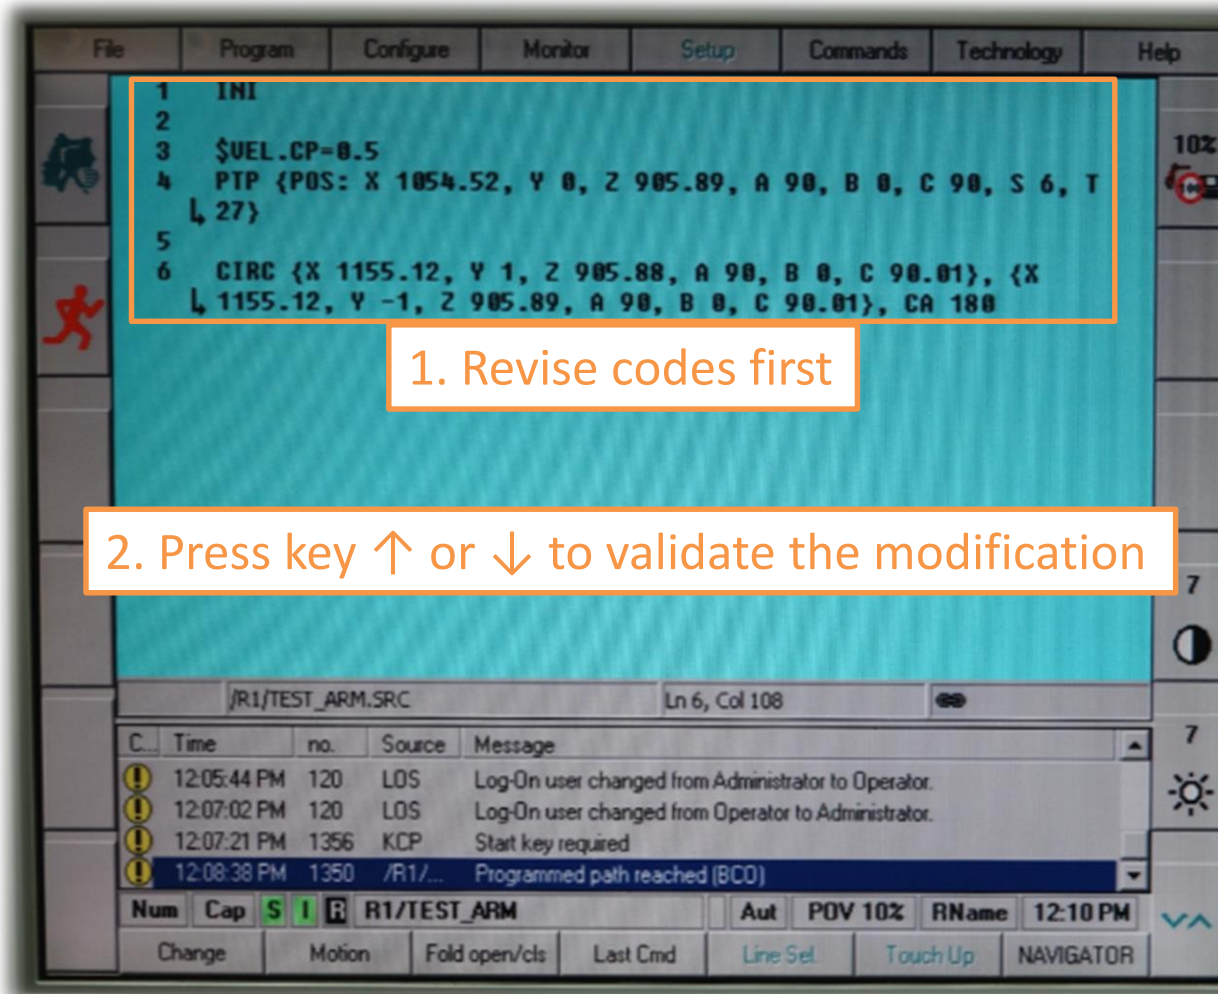 File Program Configure Monitor Setup Commands Technology Help
1 INI
2
3 $VEL.CP=0.5
4 PTP {POS: X 1054.52, Y 0, Z 905.89, A 90, B 0, C 90, S 6, T
27}
5
6 CIRC {X 1155.12, Y 1, Z 905.88, A 90, B 0, C 90.01}, {X
1155.12, Y -1, Z 905.89, A 90, B 0, C 90.01}, CA 180
10%
100
1. Revise codes first
2. Press key ↑ or ↓ to validate the modification
7
/R1/TEST_ARM.SRC Ln 6, Col 108
7
C... Time no. Source Message
12:05:44 PM 120 LOS Log-On user changed from Administrator to Operator.
12:07:02 PM 120 LOS Log-On user changed from Operator to Administrator.
12:07:21 PM 1356 KCP Start key required
12:08:38 PM 1350 /R1/... Programmed path reached (BCO)
Num Cap S I R R1/TEST_ARM Aut POV 10% RName 12:10 PM
Change Motion Fold open/cls Last Cmd Line Sel. Touch Up NAVIGATOR